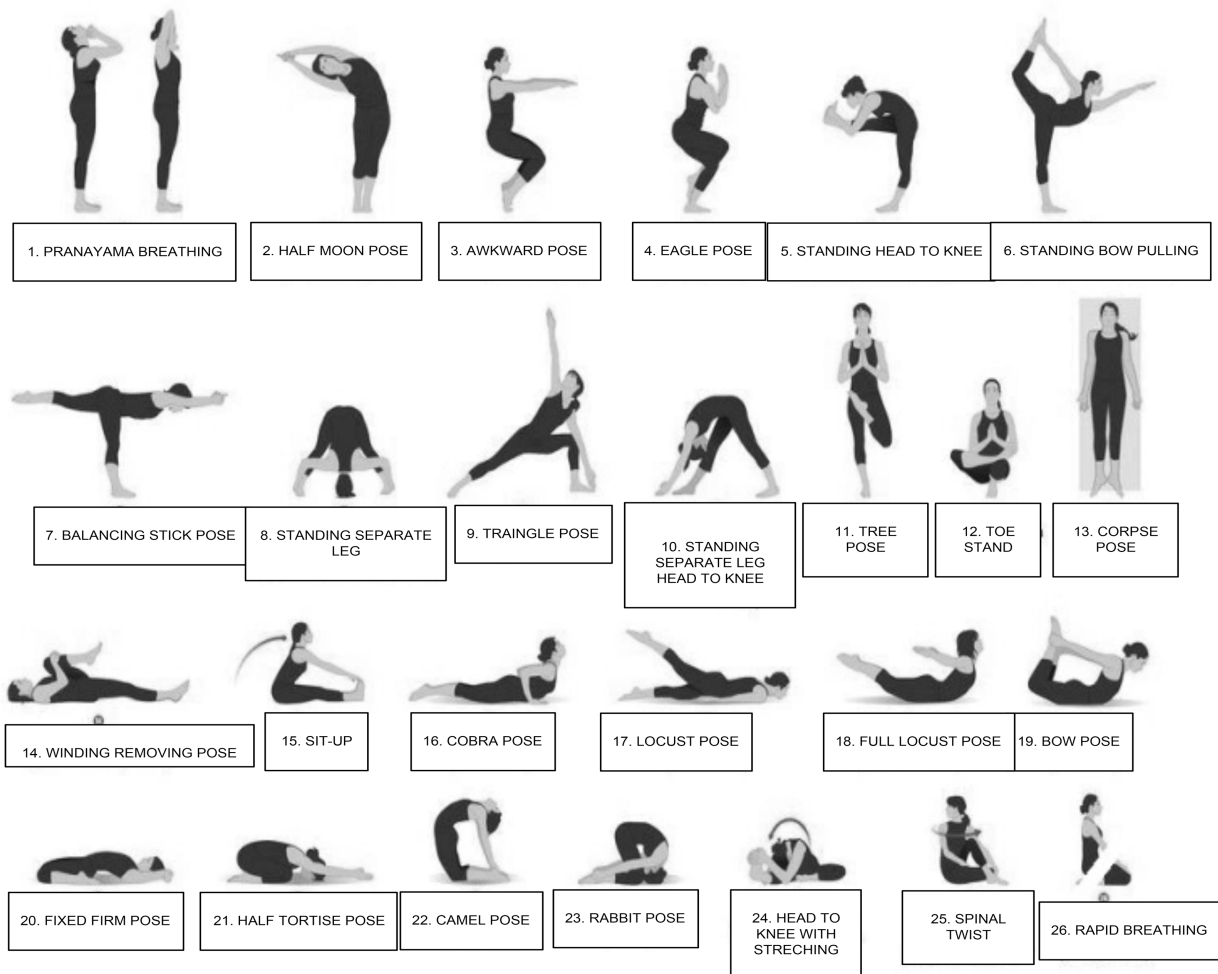 1. PRANAYAMA BREATHING
2. HALF MOON POSE
3. AWKWARD POSE
4. EAGLE POSE
5. STANDING HEAD TO KNEE
6. STANDING BOW PULLING
7. BALANCING STICK POSE
8. STANDING SEPARATE
LEG
9. TRAINGLE POSE
10. STANDING
SEPARATE LEG
HEAD TO KNEE
11. TREE
POSE
12. TOE
STAND
13. CORPSE
POSE
14. WINDING REMOVING POSE
15. SIT-UP
16. COBRA POSE
17. LOCUST POSE
18. FULL LOCUST POSE
19. BOW POSE
20. FIXED FIRM POSE
21. HALF TORTISE POSE
22. CAMEL POSE
23. RABBIT POSE
24. HEAD TO
KNEE WITH
STRECHING
25. SPINAL
TWIST
26. RAPID BREATHING